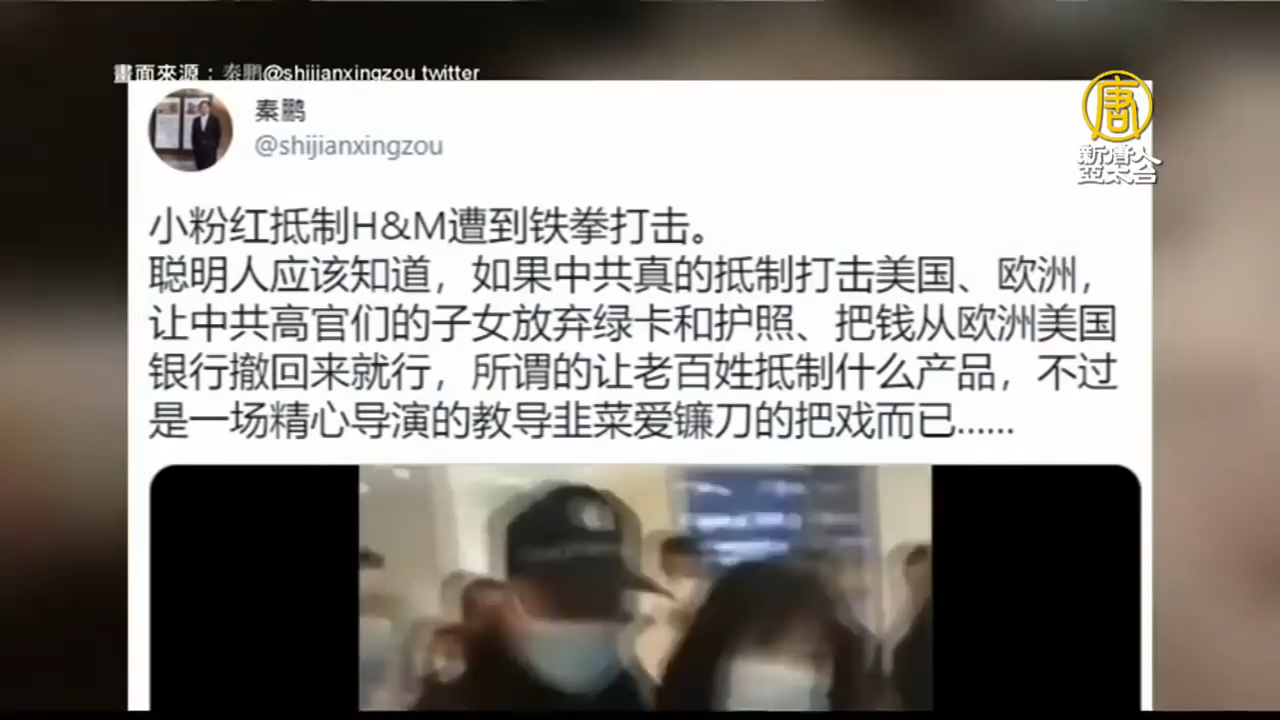 畫面來源：秦鹏@shijianxingzou twitter
秦鹏
@shijianxingzou
唐
新唐人
亞太台
小粉红抵制H&M遭到铁拳打击。
聪明人应该知道，如果中共真的抵制打击美国、欧洲，
让中共高官们的子女放弃绿卡和护照、把钱从欧洲美国
银行撤回来就行，所谓的让老百姓抵制什么产品，不过
是一场精心导演的教导韭菜爱镰刀的把戏而已......